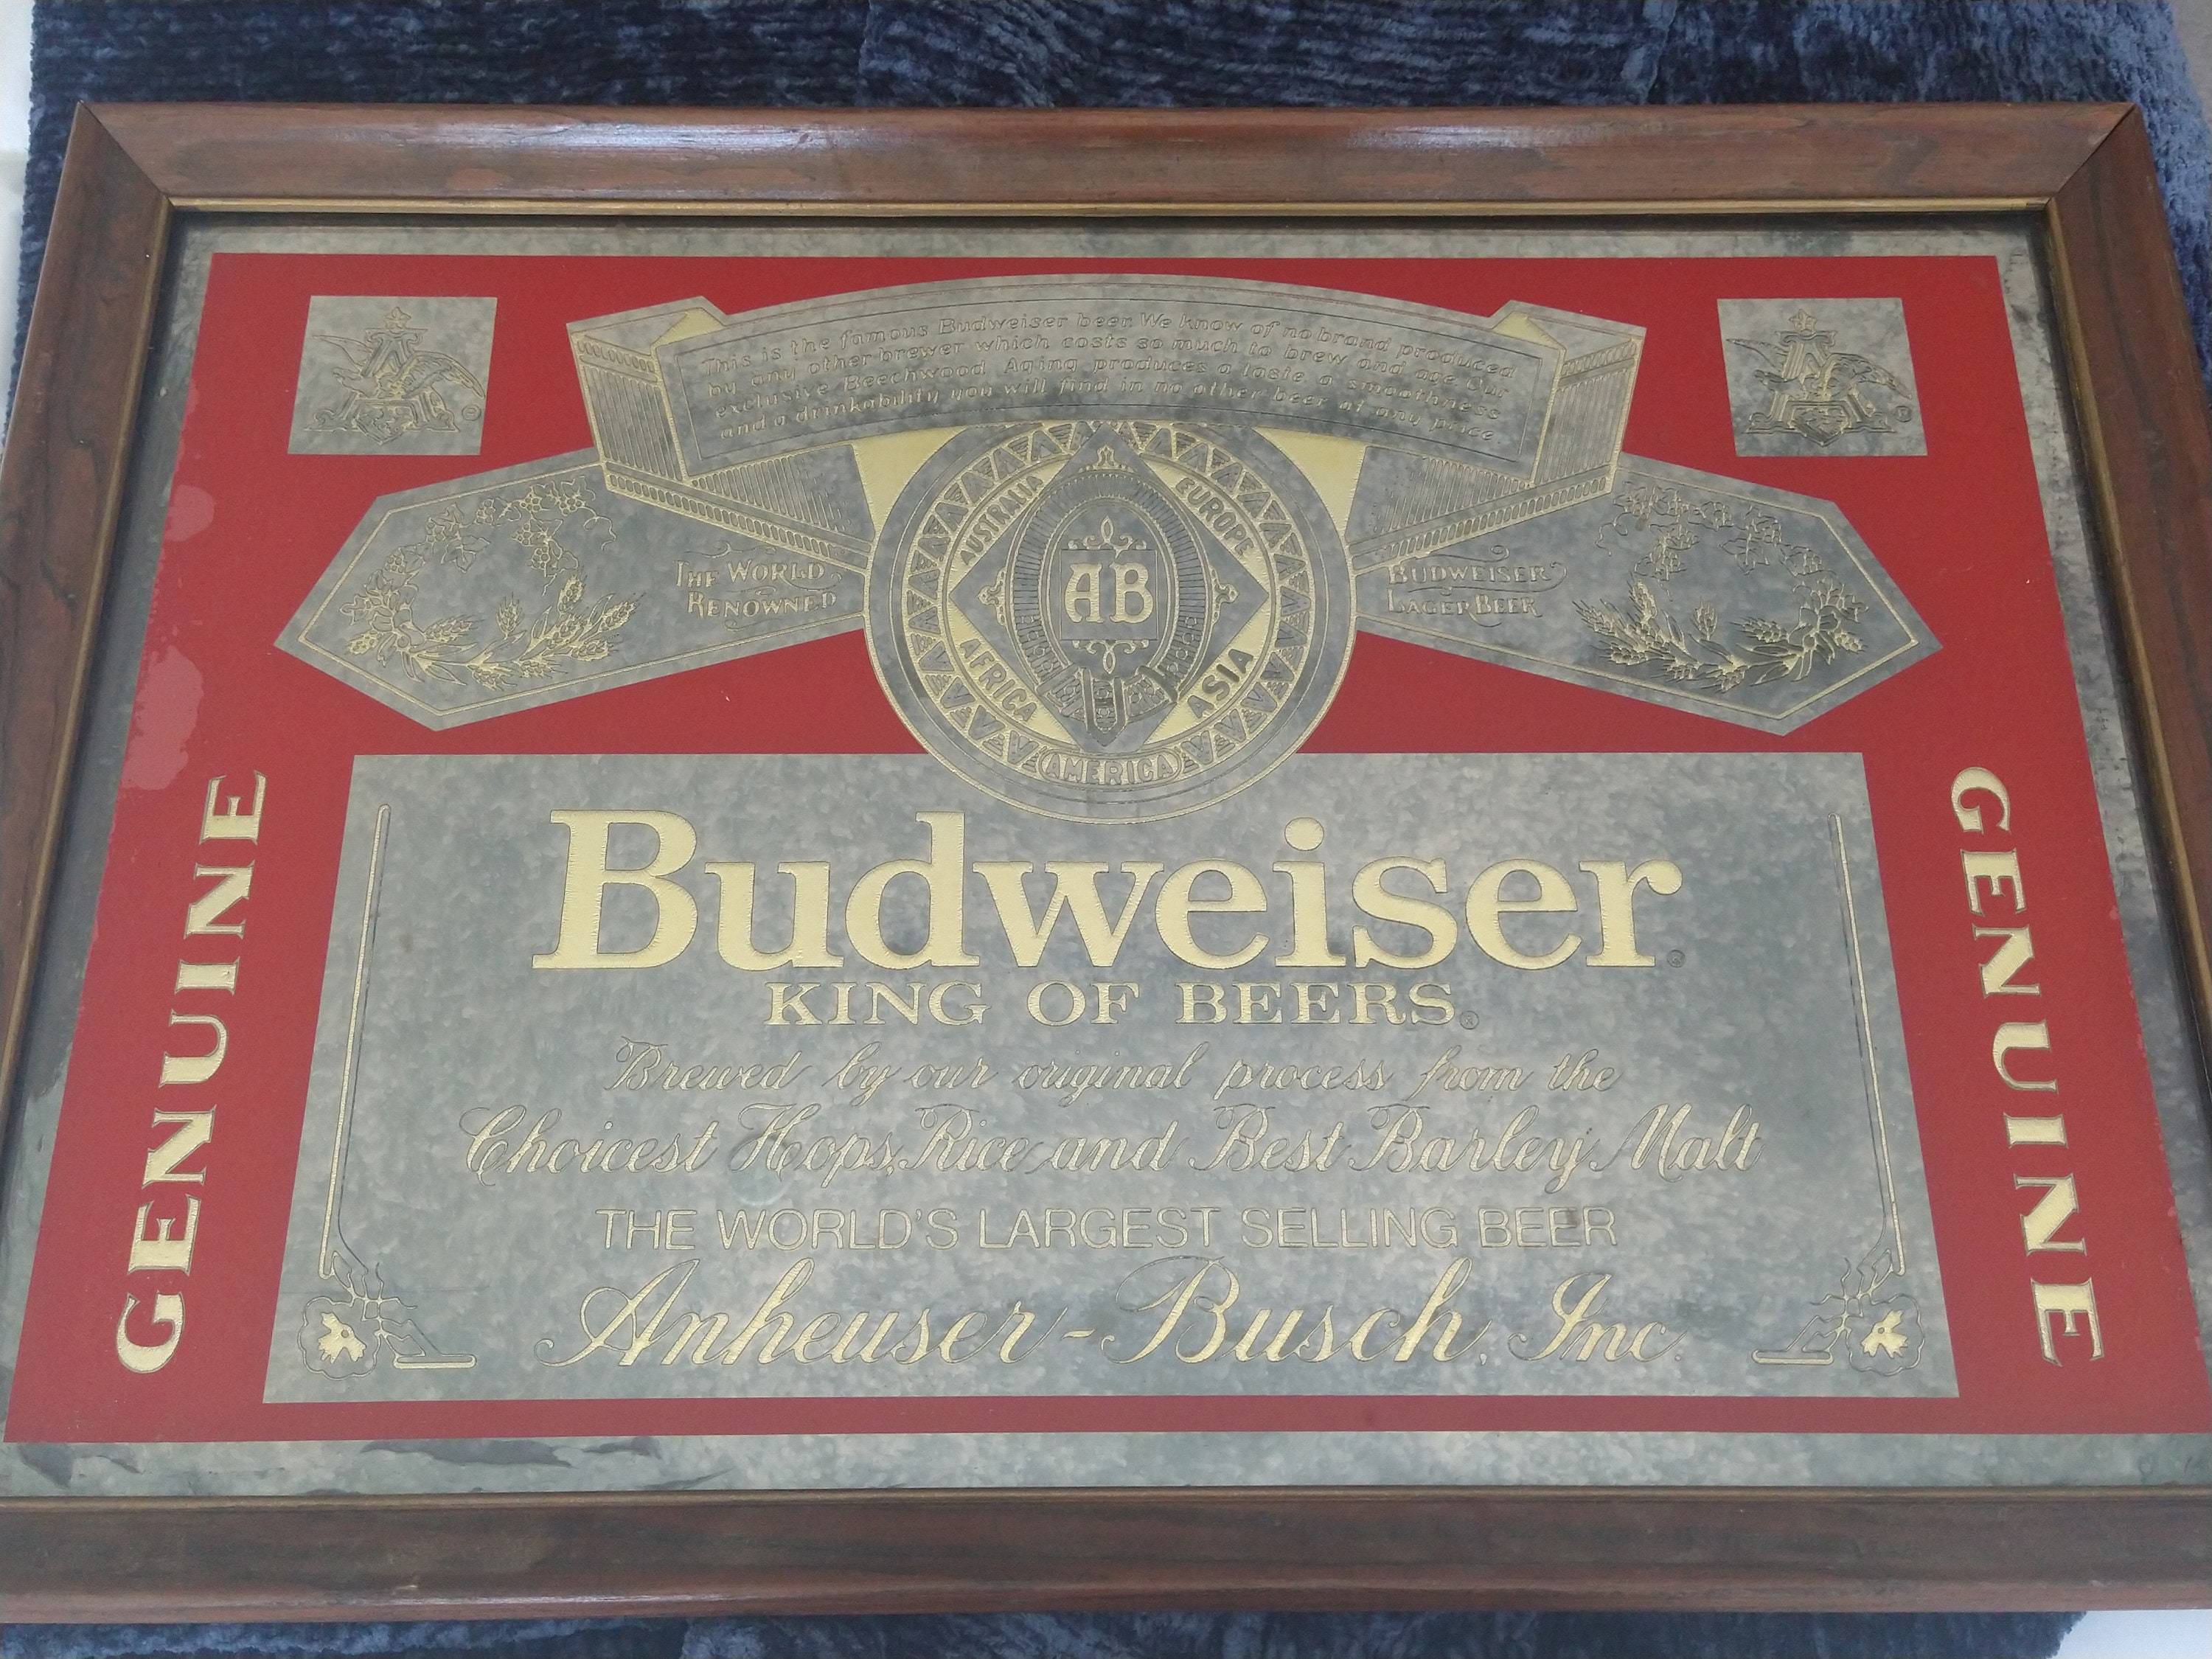 This is the famous Budweiser beer. We know of no brand produced
by any other brewer which costs so much to brew and age. Our
exclusive Beechwood Aging produces a taste, a smoothness
and a drinkability you will find in no other beer at any price.
AUSTRALIA
EUROPE
THE WORLD
RENOWNED
AB
BUDWEISER
LAGER BEER
AFRICA
ASIA
AMERICA
GENUINE
Budweiser®
KING OF BEERS®
Brewed by our original process from the
Choicest Hops, Rice and Best Barley Malt
THE WORLD'S LARGEST SELLING BEER
Anheuser-Busch, Inc.
GENUINE